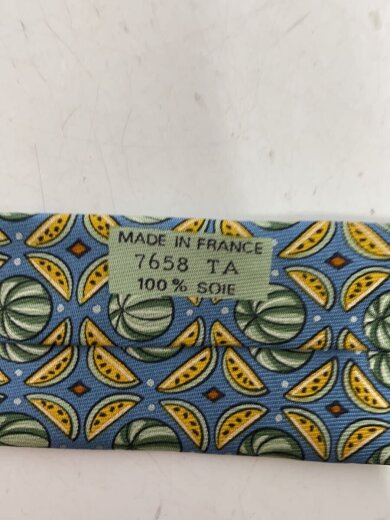 MADE IN FRANCE
7658 TA
100% SOIE